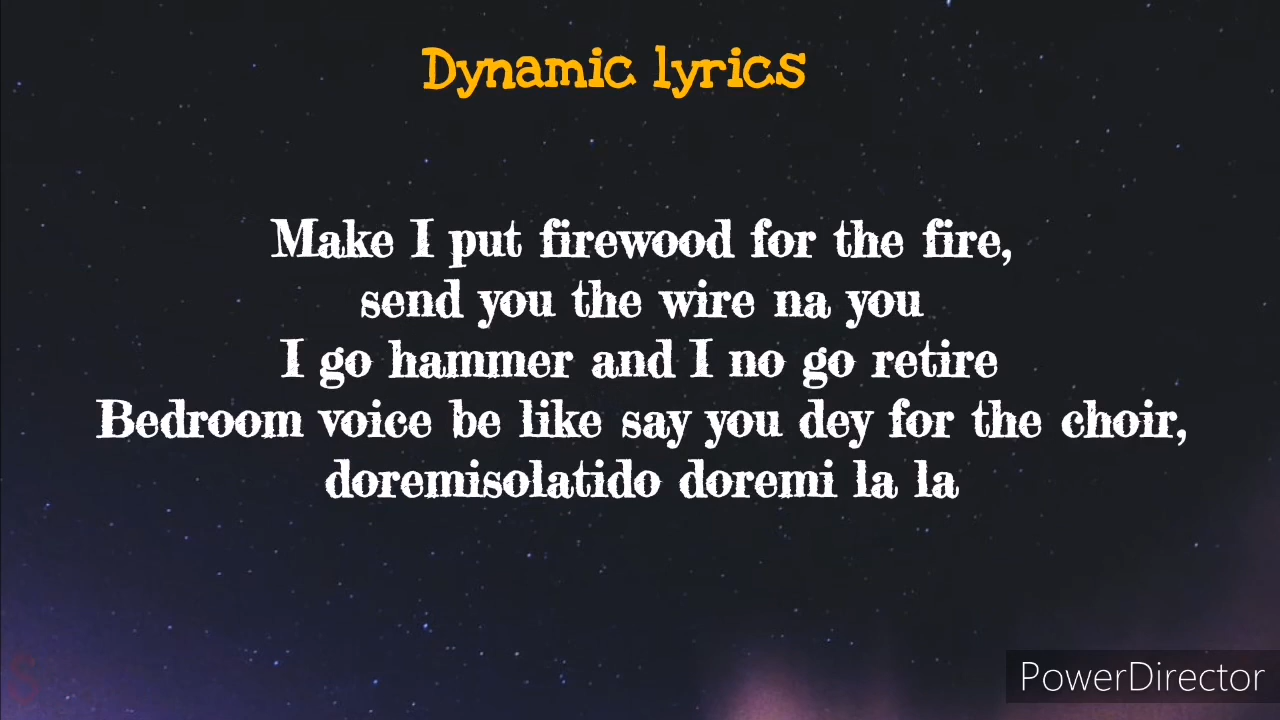 Dynamic lyrics
Make I put firewood for the fire,
send you the wire na you
I go hammer and I no go retire
Bedroom voice be like say you dey for the choir,
doremisolatido doremi la la
S
PowerDirector